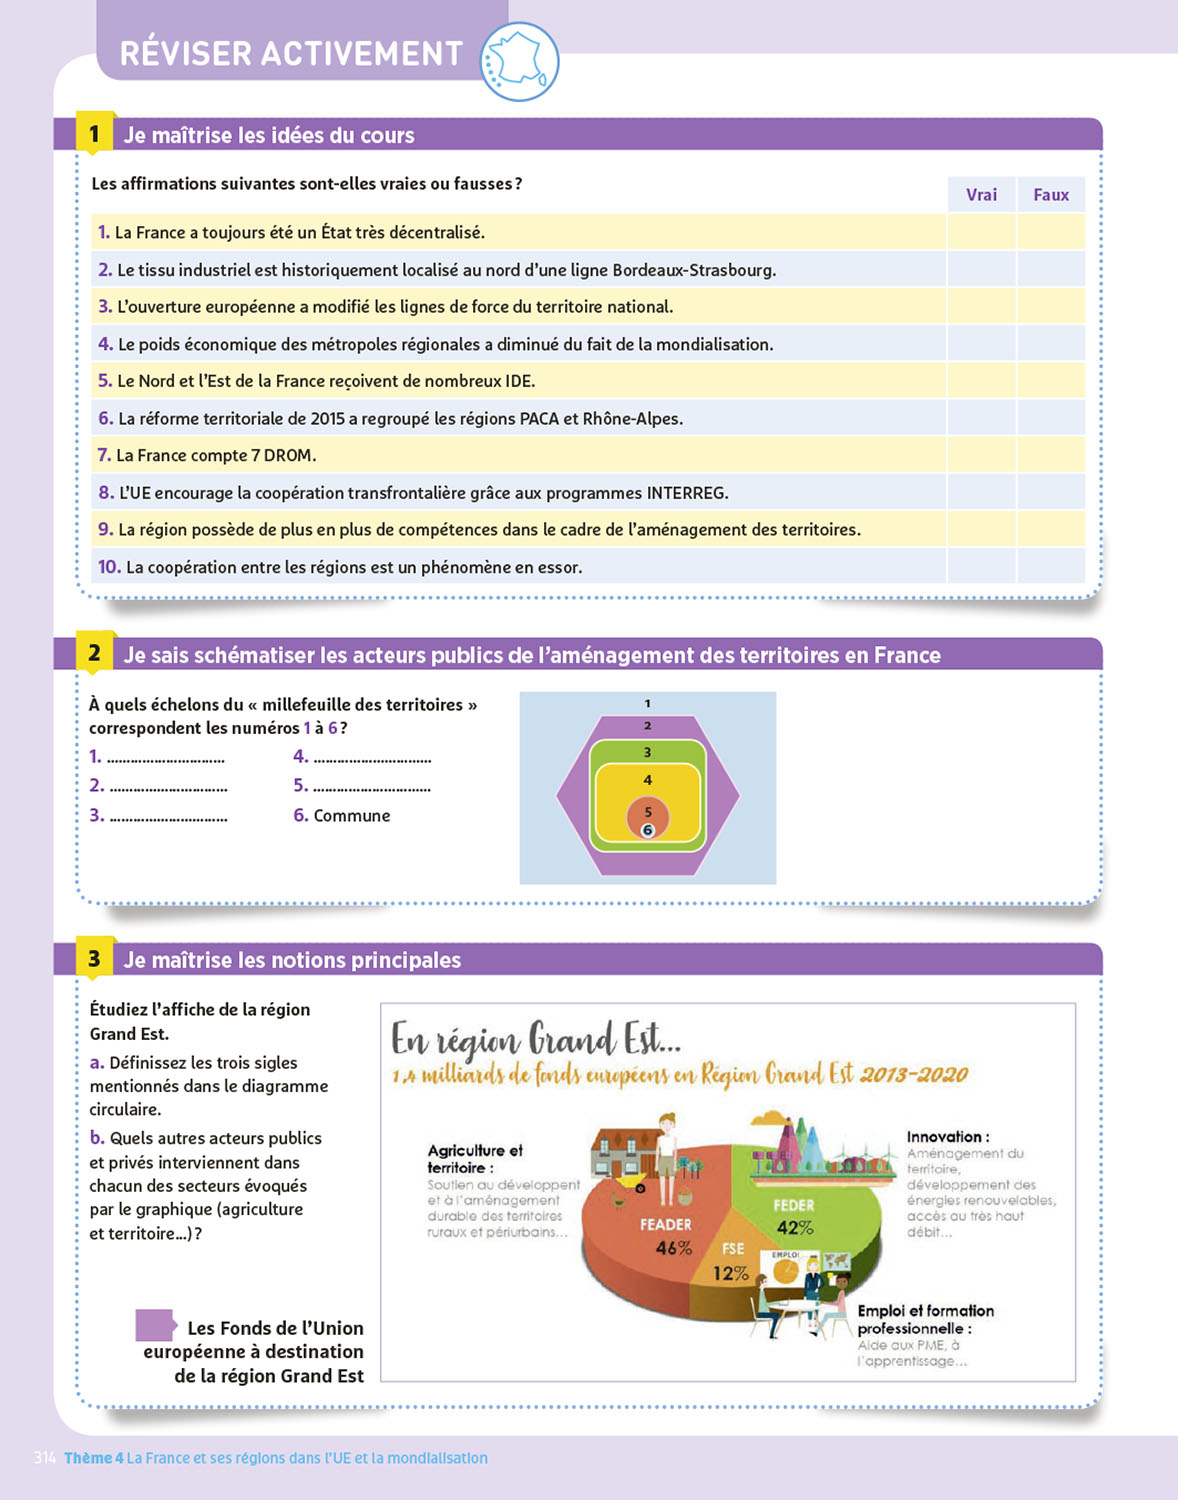 RÉVISER ACTIVEMENT
1 Je maîtrise les idées du cours
Les affirmations suivantes sont-elles vraies ou fausses ?
Vrai Faux
1. La France a toujours été un État très décentralisé.
2. Le tissu industriel est historiquement localisé au nord d'une ligne Bordeaux-Strasbourg.
3. L'ouverture européenne a modifié les lignes de force du territoire national.
4. Le poids économique des métropoles régionales a diminué du fait de la mondialisation.
5. Le Nord et l'Est de la France reçoivent de nombreux IDE.
6. La réforme territoriale de 2015 a regroupé les régions PACA et Rhône-Alpes.
7. La France compte 7 DROM.
8. L'UE encourage la coopération transfrontalière grâce aux programmes INTERREG.
9. La région possède de plus en plus de compétences dans le cadre de l'aménagement des territoires.
10. La coopération entre les régions est un phénomène en essor.
2 Je sais schématiser les acteurs publics de l'aménagement des territoires en France
À quels échelons du « millefeuille des territoires »
correspondent les numéros 1 à 6 ?
1. .............................. 4. ..............................
2. .............................. 5. ..............................
3. .............................. 6. Commune
1
2
3
4
5
6
3 Je maîtrise les notions principales
Étudiez l'affiche de la région
Grand Est.
a. Définissez les trois sigles
mentionnés dans le diagramme
circulaire.
b. Quels autres acteurs publics
et privés interviennent dans
chacun des secteurs évoqués
par le graphique (agriculture
et territoire...) ?
Les Fonds de l'Union
européenne à destination
de la région Grand Est
En région Grand Est...
1,4 milliards de fonds européens en Région Grand Est 2013-2020
Agriculture et
territoire :
Soutien au développent
et à l'aménagement
durable des territoires
ruraux et périurbains...
FEADER
46%
FSE
12%
FEDER
42%
EMPLOI
Innovation :
Aménagement du
territoire,
développement des
énergies renouvelables,
accès au très haut
débit...
Emploi et formation
professionnelle :
Aide aux PME, à
l'apprentissage...
314 Thème 4 La France et ses régions dans l'UE et la mondialisation